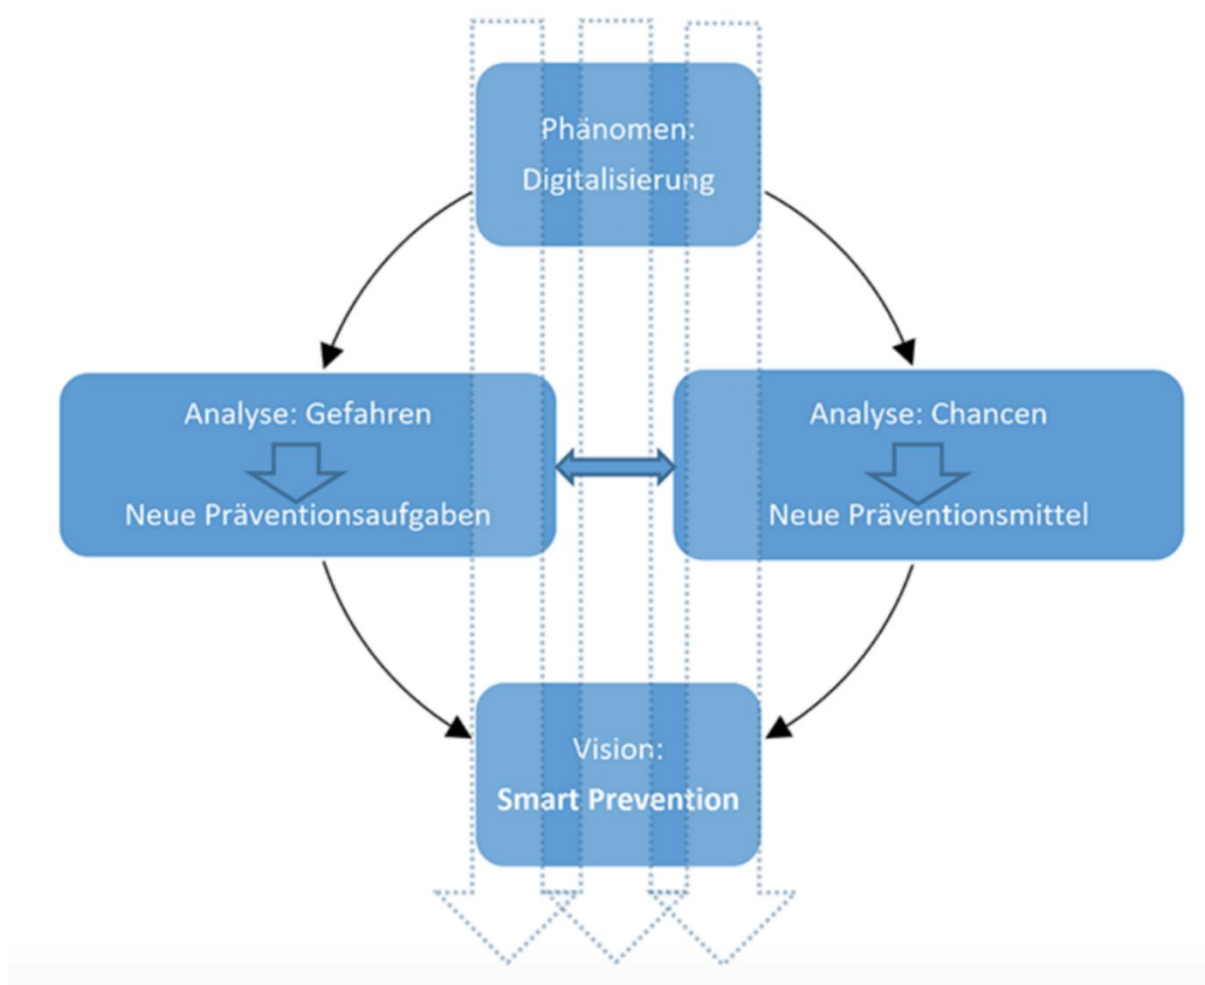 Phänomen:
Digitalisierung
Analyse: Gefahren
Neue Präventionsaufgaben
Analyse: Chancen
Neue Präventionsmittel
Vision:
Smart Prevention